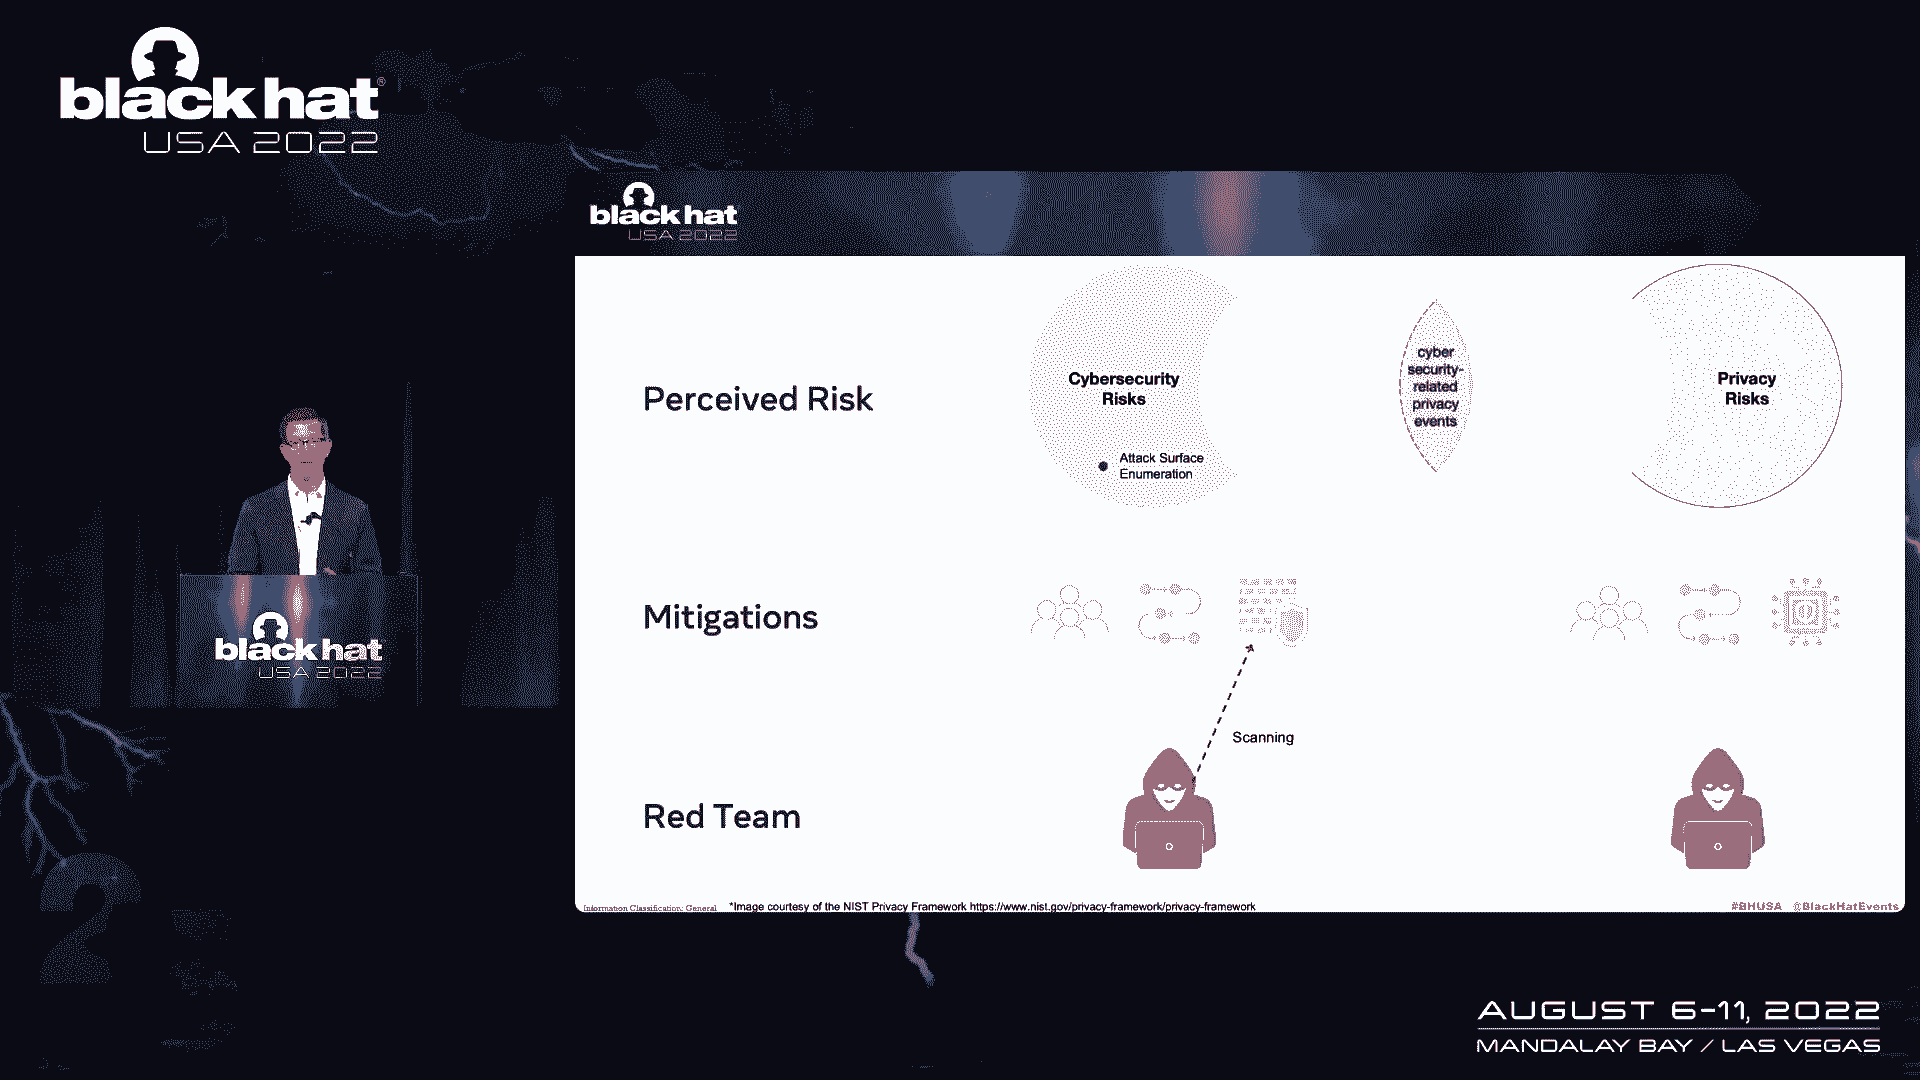 black hat®
USA 2022
black hat
USA 2022
Perceived Risk
Cybersecurity
Risks
Attack Surface
Enumeration
cyber
security-
related
privacy
events
Privacy
Risks
Mitigations
Scanning
Red Team
Information Classification: General
*Image courtesy of the NIST Privacy Framework https://www.nist.gov/privacy-framework/privacy-framework
#BHUSA @BlackHatEvents
black hat
USA 2022
2
AUGUST 6-11, 2022
MANDALAY BAY / LAS VEGAS